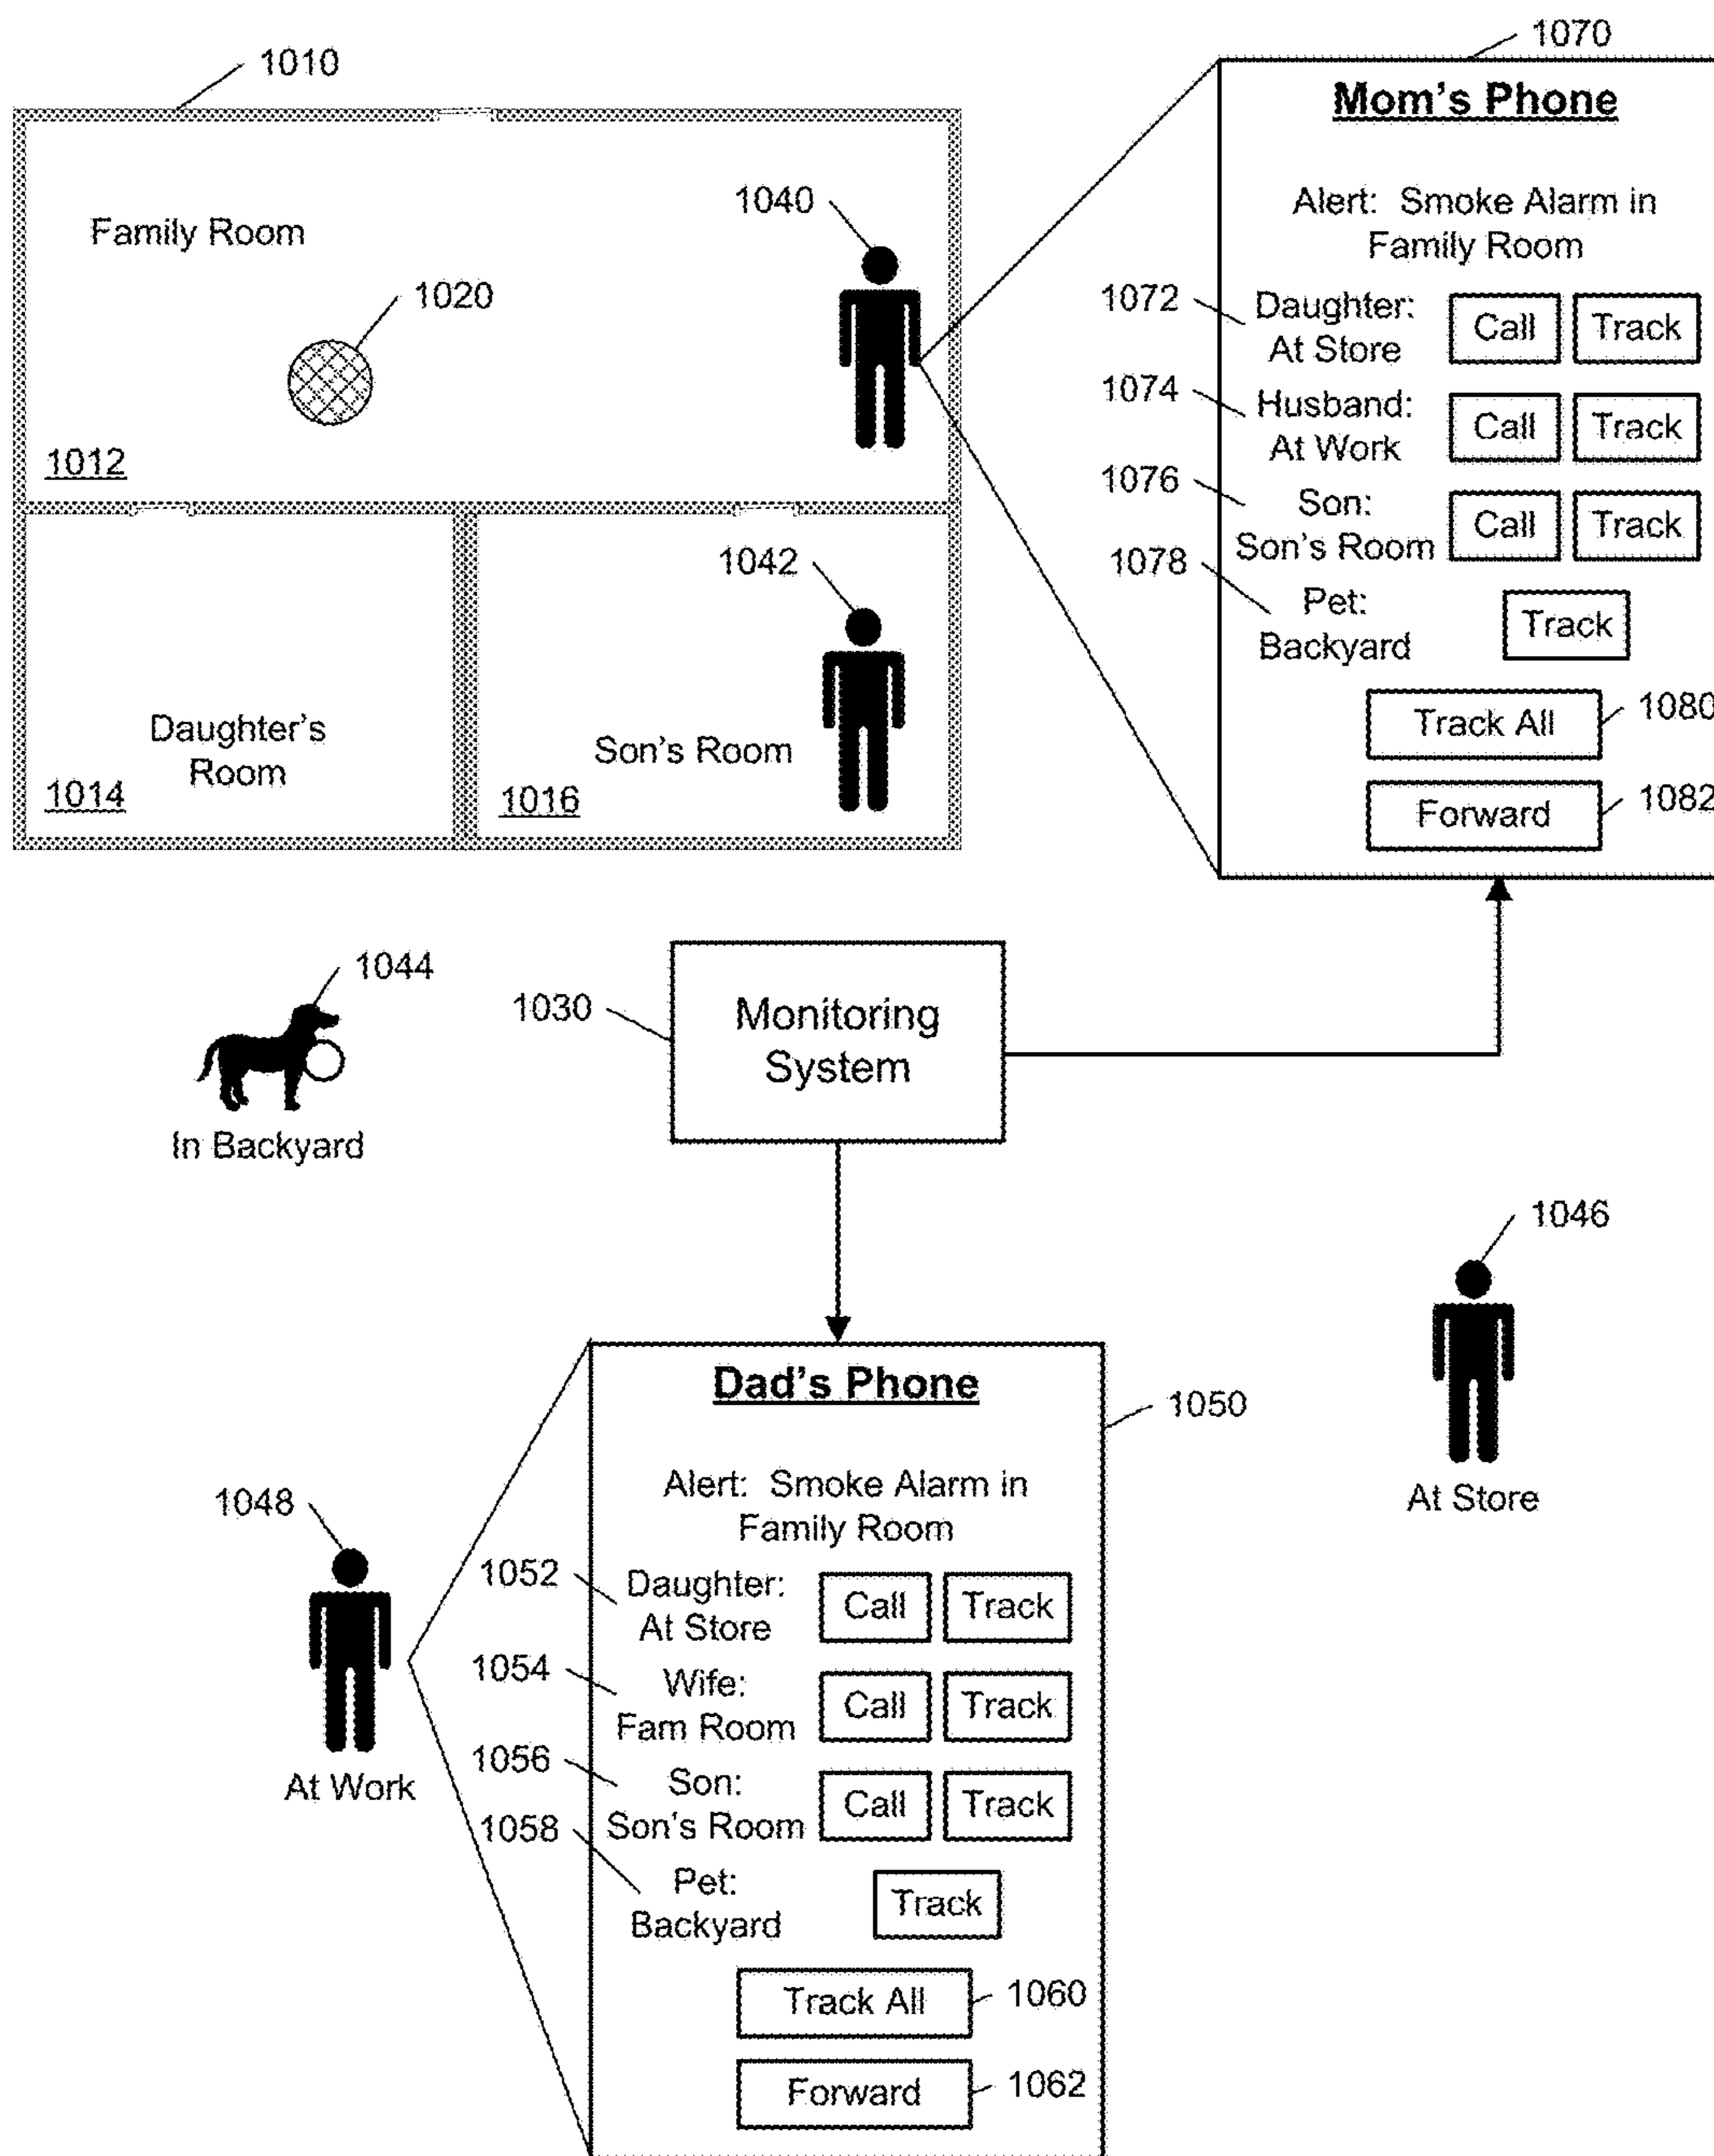 1010
Family Room
1020
1040
1012
1042
Daughter's
Room
1014
Son's Room
1016
1070
Mom's Phone
Alert: Smoke Alarm in
Family Room
1072
Daughter:
At Store
Call
Track
1074
Husband:
At Work
Call
Track
1076
Son:
Son's Room
Call
Track
1078
Pet:
Backyard
Track
Track All
1080
Forward
1082
1044
In Backyard
1030
Monitoring
System
1046
At Store
1048
At Work
Dad's Phone
1050
Alert: Smoke Alarm in
Family Room
1052
Daughter:
At Store
Call
Track
1054
Wife:
Fam Room
Call
Track
1056
Son:
Son's Room
Call
Track
1058
Pet:
Backyard
Track
Track All
1060
Forward
1062